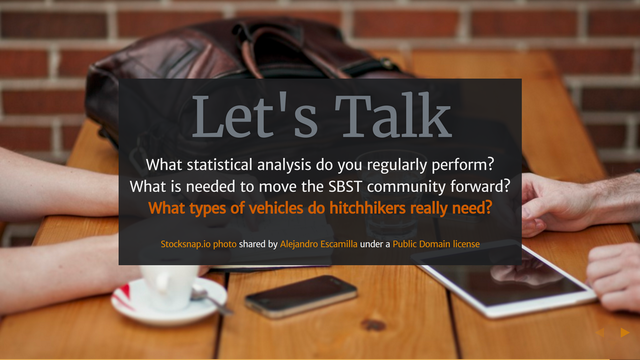 Let's Talk
What statistical analysis do you regularly perform?
What is needed to move the SBST community forward?
What types of vehicles do hitchhikers really need?
Stocksnap.io photo shared by Alejandro Escamilla under a Public Domain license